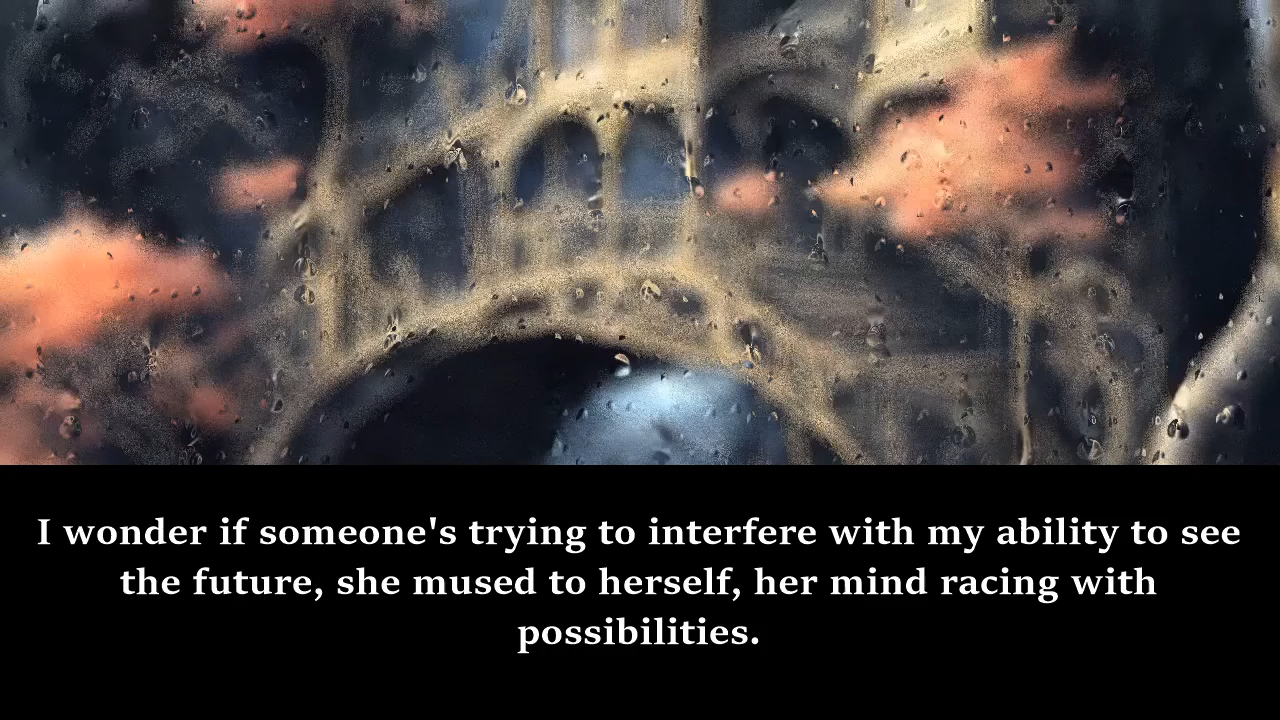 I wonder if someone's trying to interfere with my ability to see
the future, she mused to herself, her mind racing with
possibilities.